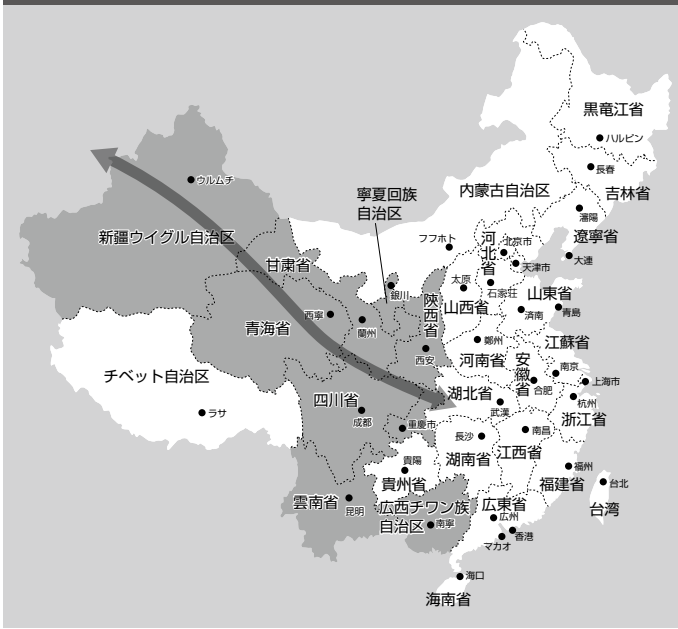 黒竜江省
ハルビン
長春
吉林省
内蒙古自治区
寧夏回族
自治区
ウルムチ
瀋陽
遼寧省
大連
新疆ウイグル自治区
フフホト
河北省
北京市
天津市
甘粛省
太原
石家荘
銀川
陝西省
山西省
山東省
済南
青島
西寧
蘭州
青海省
鄭州
江蘇省
西安
河南省
安徽省
南京
合肥
上海市
チベット自治区
四川省
湖北省
武漢
杭州
浙江省
ラサ
成都
重慶市
長沙
南昌
湖南省
江西省
貴陽
貴州省
福州
福建省
台北
台湾
雲南省
昆明
広西チワン族
自治区
南寧
広東省
広州
香港
マカオ
海口
海南省